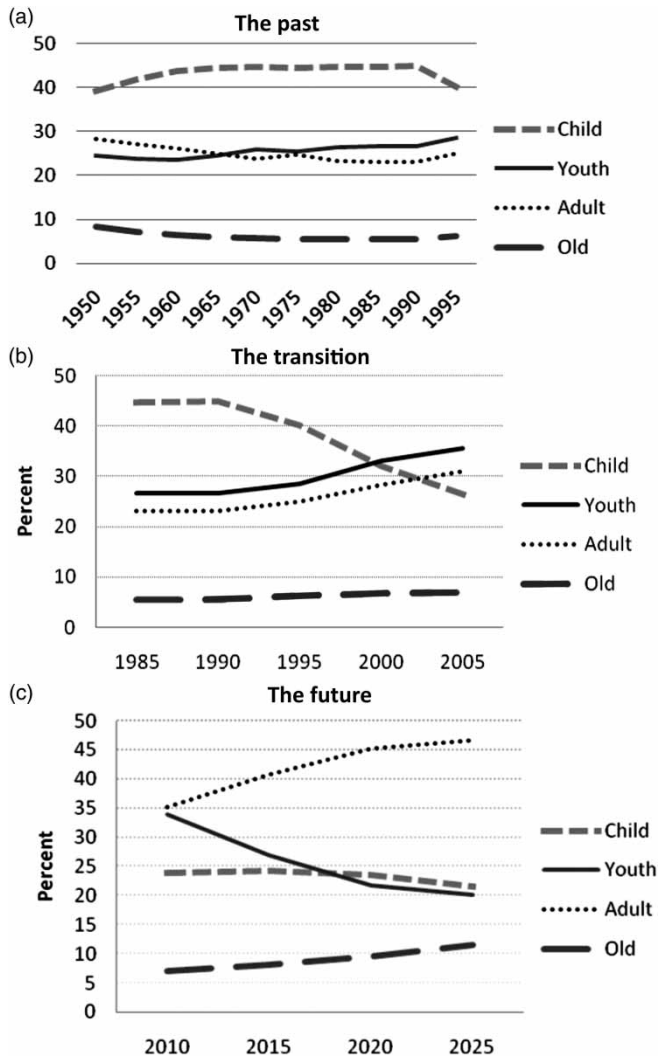 (a)
The past
50
40
30
20
10
0
1950
1955
1960
1965
1970
1975
1980
1985
1990
1995
Child
Youth
Adult
Old
(b)
The transition
Percent
50
40
30
20
10
0
1985
1990
1995
2000
2005
Child
Youth
Adult
Old
(c)
The future
Percent
50
45
40
35
30
25
20
15
10
5
0
2010
2015
2020
2025
Child
Youth
Adult
Old